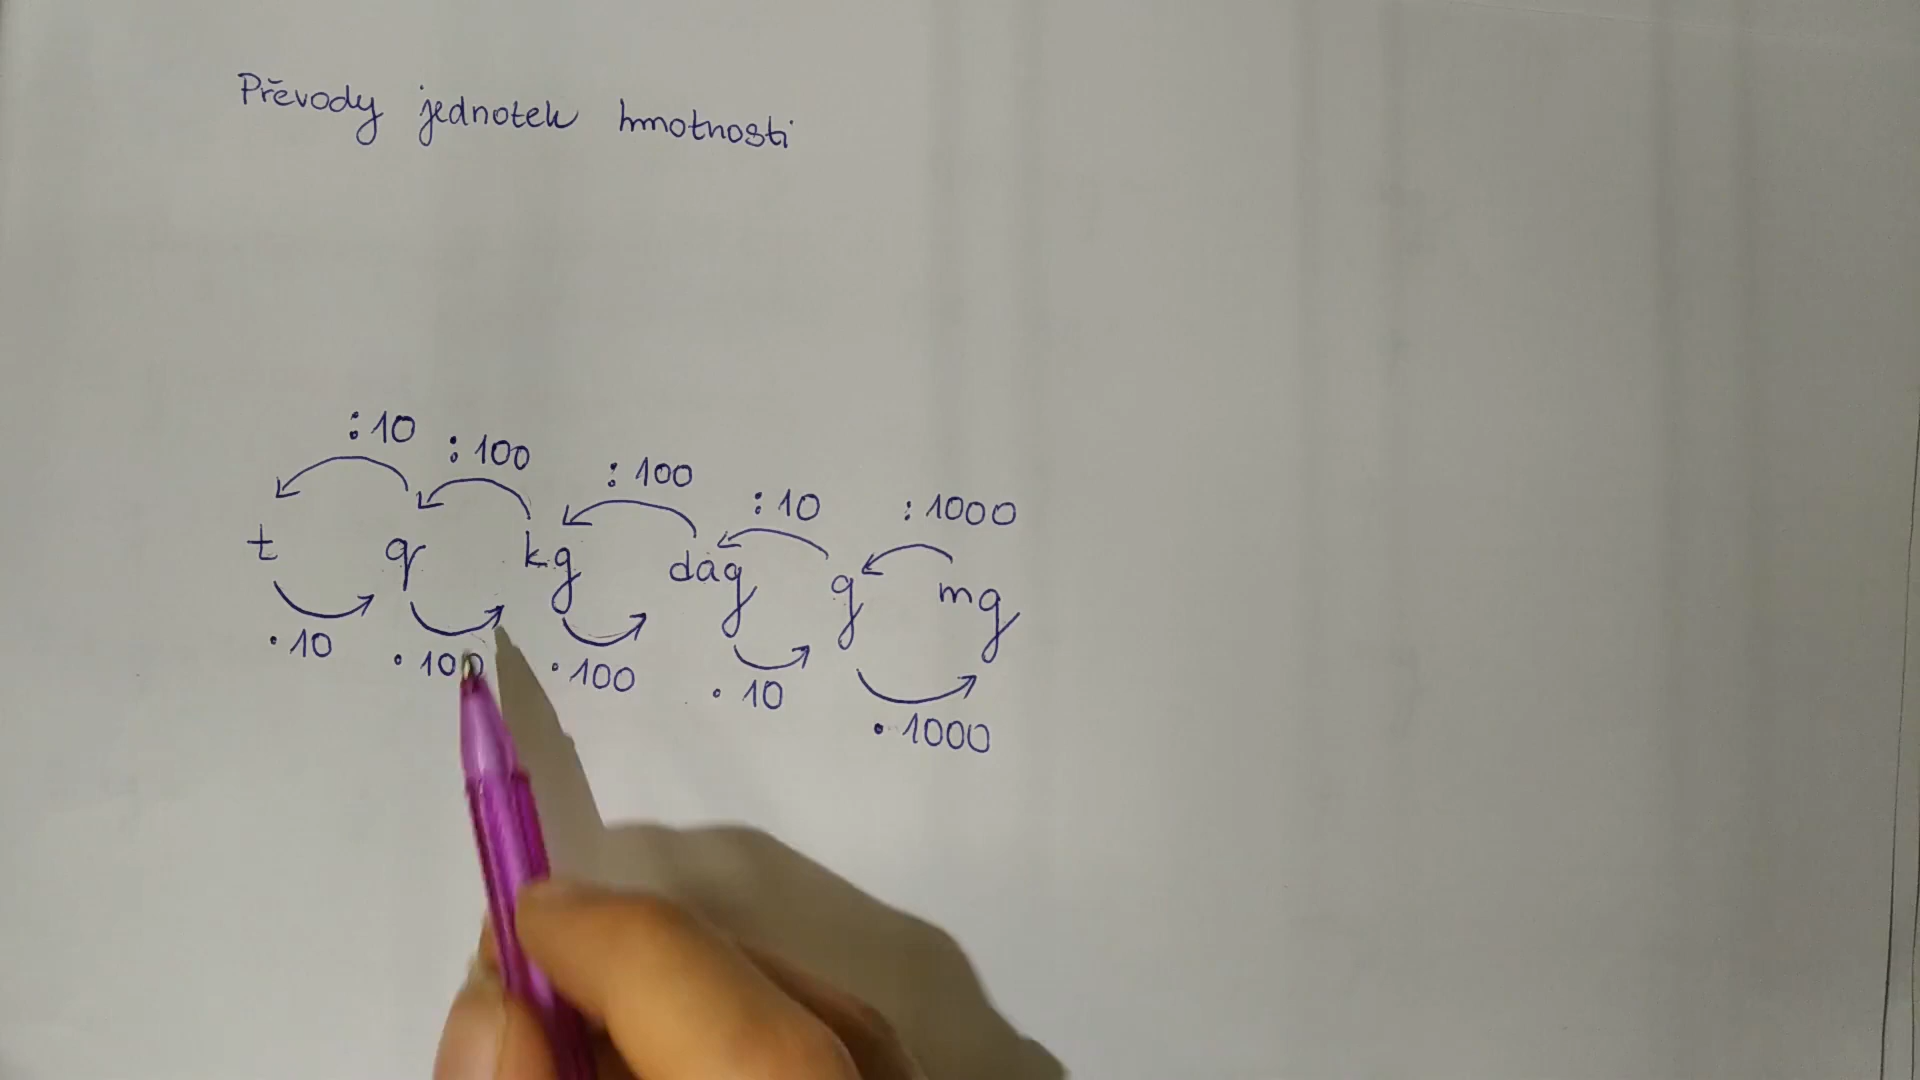 Převody jednotek hmotnosti
:10 :100 :100 :10 :1000
t q kg dag g mg
·10 ·100 ·100 ·10 ·1000